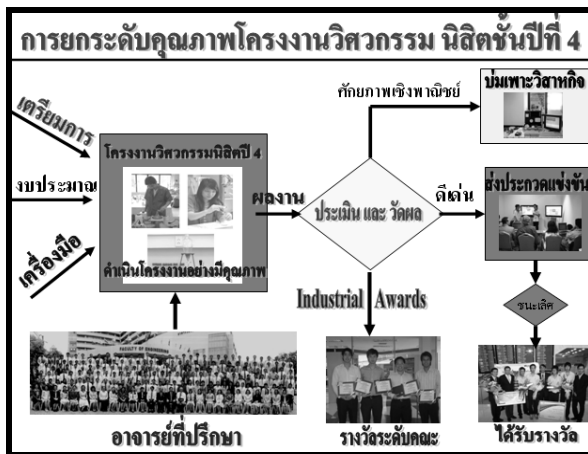 การยกระดับคุณภาพโครงงานวิศวกรรม นิสิตชั้นปีที่ 4
เตรียมการ
งบประมาณ
เครื่องมือ
โครงงานวิศวกรรมนิสิตปี 4
ดำเนินโครงงานอย่างมีคุณภาพ
อาจารย์ที่ปรึกษา
ผลงาน
ประเมิน และ วัดผล
ศักยภาพเชิงพาณิชย์
บ่มเพาะวิสาหกิจ
ดีเด่น
ส่งประกวดแข่งขัน
ชนะเลิศ
Industrial Awards
รางวัลระดับคณะ
ได้รับรางวัล